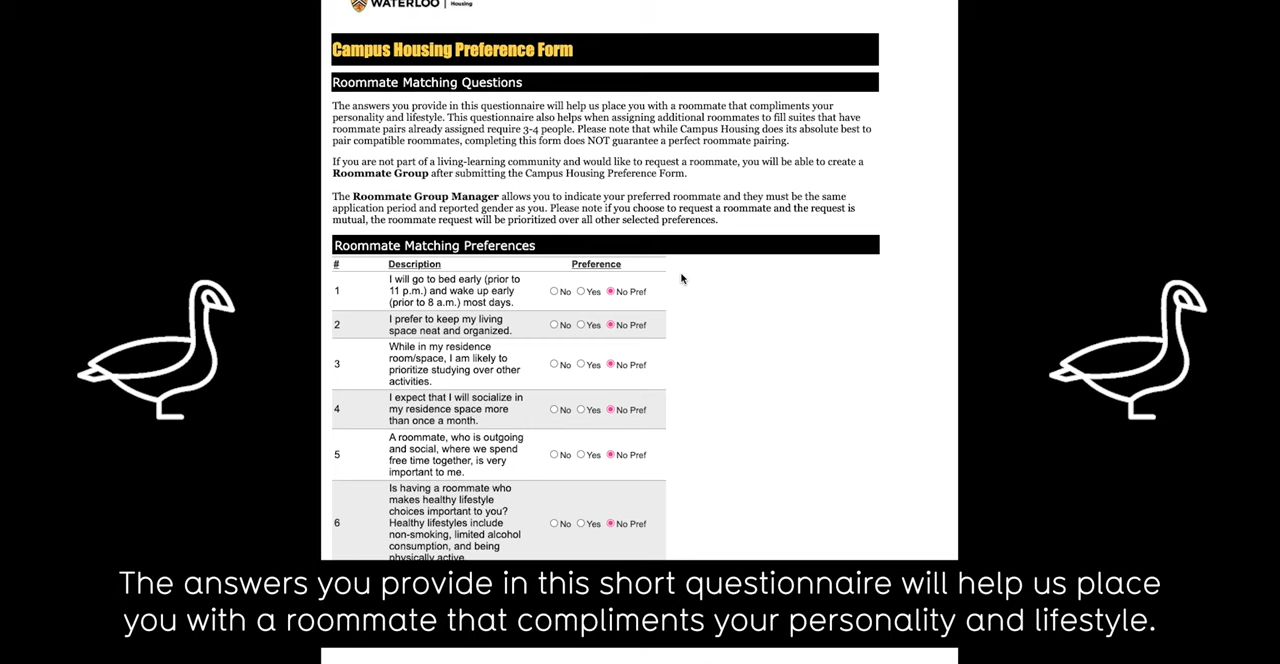 WATERLOO | Housing
Campus Housing Preference Form
Roommate Matching Questions
The answers you provide in this questionnaire will help us place you with a roommate that compliments your
personality and lifestyle. This questionnaire also helps when assigning additional roommates to fill suites that have
roommate pairs already assigned require 3-4 people. Please note that while Campus Housing does its absolute best to
pair compatible roommates, completing this form does NOT guarantee a perfect roommate pairing.
If you are not part of a living-learning community and would like to request a roommate, you will be able to create a
Roommate Group after submitting the Campus Housing Preference Form.
The Roommate Group Manager allows you to indicate your preferred roommate and they must be the same
application period and reported gender as you. Please note if you choose to request a roommate and the request is
mutual, the roommate request will be prioritized over all other selected preferences.
Roommate Matching Preferences
# Description Preference
I will go to bed early (prior to
1 11 p.m.) and wake up early No Yes No Pref
(prior to 8 a.m.) most days.
I prefer to keep my living
2 No Yes No Pref
space neat and organized.
While in my residence
room/space, I am likely to
3 No Yes No Pref
prioritize studying over other
activities.
I expect that I will socialize in
4 my residence space more No Yes No Pref
than once a month.
A roommate, who is outgoing
and social, where we spend
5 No Yes No Pref
free time together, is very
important to me.
Is having a roommate who
makes healthy lifestyle
choices important to you?
6 Healthy lifestyles include No Yes No Pref
non-smoking, limited alcohol
consumption, and being
physically active
The answers you provide in this short questionnaire will help us place
you with a roommate that compliments your personality and lifestyle.